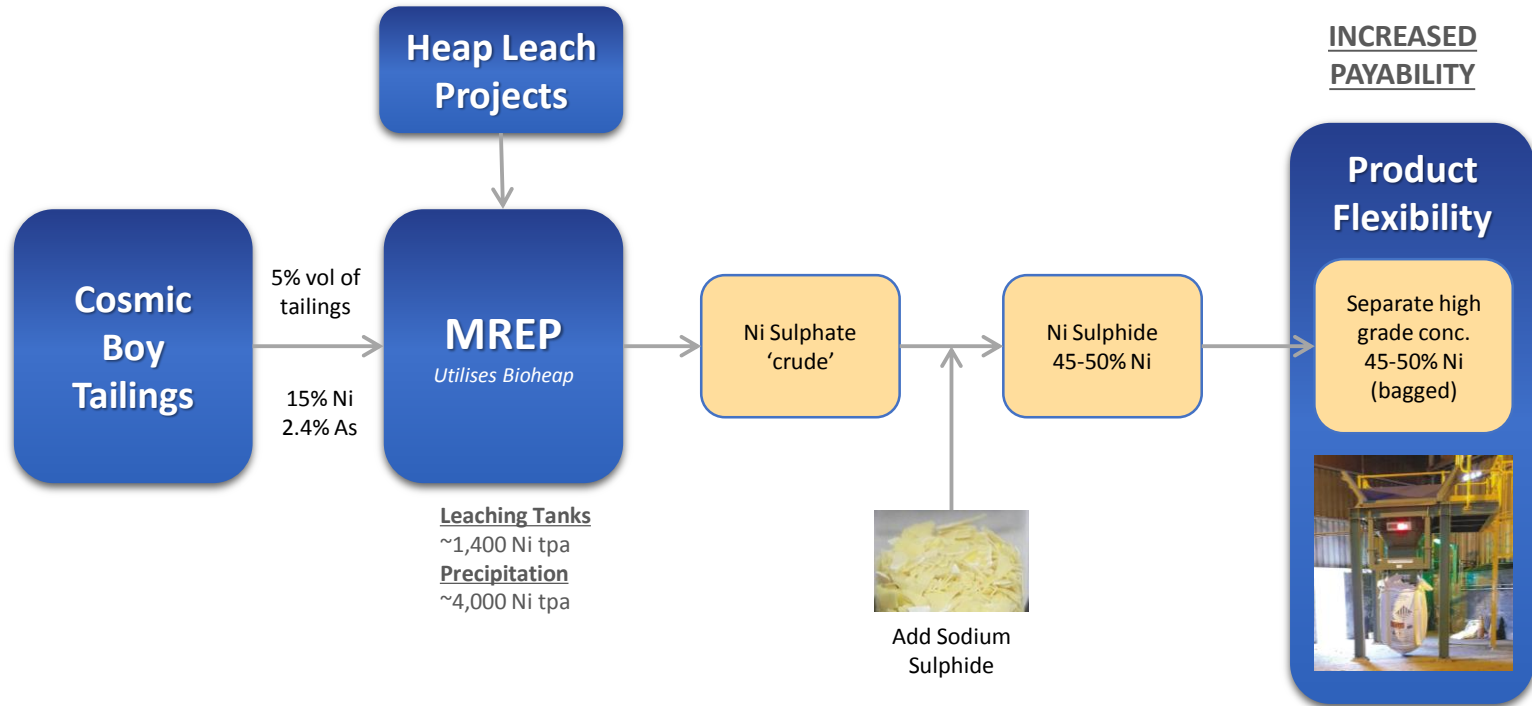 Heap Leach
Projects
INCREASED
PAYABILITY
Cosmic
Boy
Tailings
5% vol of
tailings
15% Ni
2.4% As
MREP
Utilises Bioheap
Leaching Tanks
~1,400 Ni tpa
Precipitation
~4,000 Ni tpa
Ni Sulphate
‘crude’
Add Sodium
Sulphide
Ni Sulphide
45-50% Ni
Product
Flexibility
Separate high
grade conc.
45-50% Ni
(bagged)